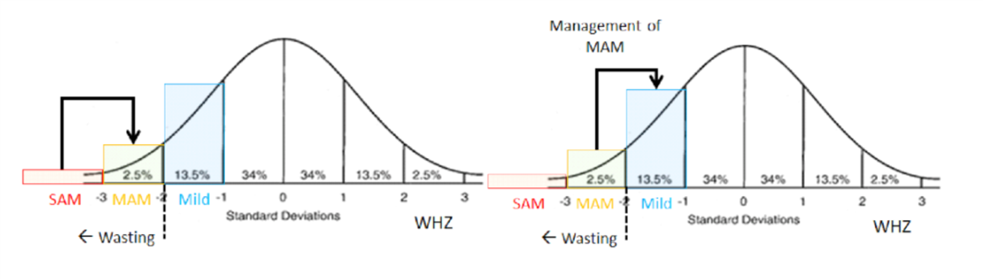 2.5% 13.5% 34% 34% 13.5% 2.5%
SAM -3 MAM -2 Mild -1 0 1 2 3
Standard Deviations
WHZ
← Wasting
Management of
MAM
2.5% 13.5% 34% 34% 13.5% 2.5%
SAM -3 MAM -2 Mild -1 0 1 2 3
Standard Deviations
WHZ
← Wasting